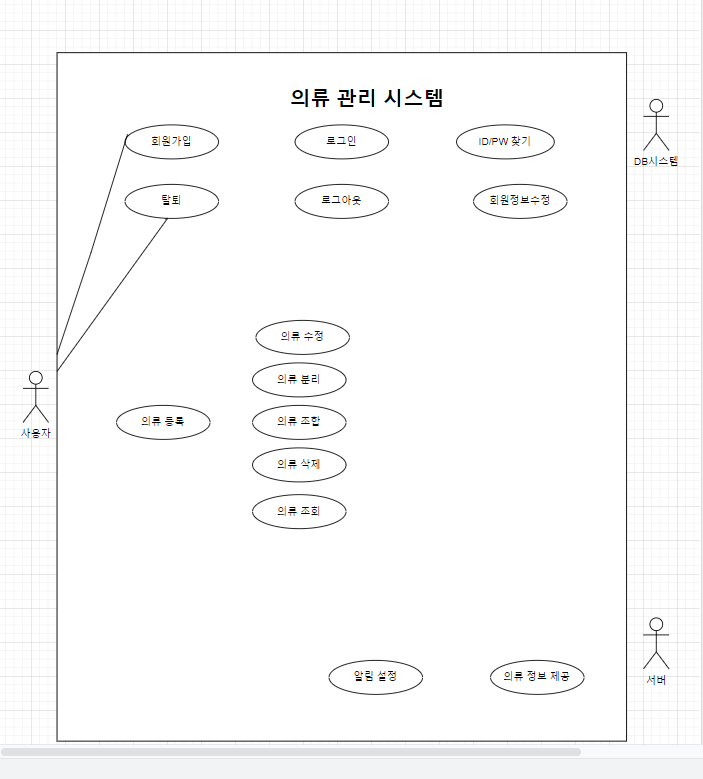 의류 관리 시스템
회원가입
로그인
ID/PW 찾기
DB시스템
탈퇴
로그아웃
회원정보수정
의류 수정
의류 분리
의류 등록
의류 조합
사용자
의류 삭제
의류 조회
알림 설정
의류 정보 제공
서버